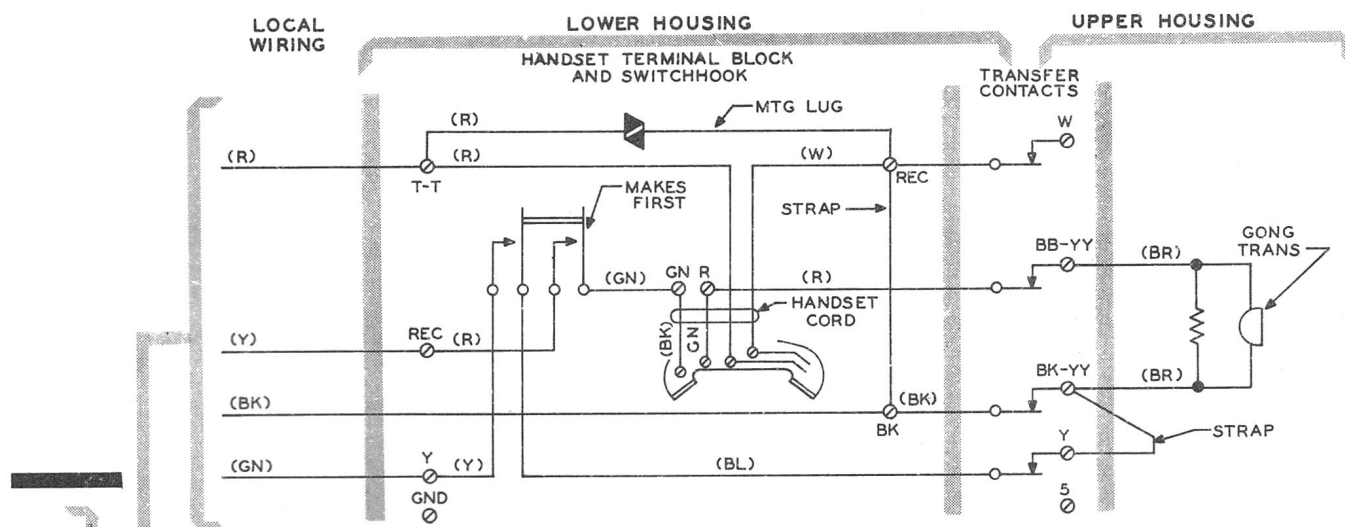 LOCAL
WIRING
LOWER HOUSING
UPPER HOUSING
HANDSET TERMINAL BLOCK
AND SWITCHHOOK
TRANSFER
CONTACTS
(R)
MTG LUG
W
(R)
(R)
(W)
T-T
REC
MAKES
FIRST
STRAP
BB-YY
(BR)
GONG
TRANS
(GN)
GN
R
(R)
HANDSET
CORD
(Y)
REC
(R)
(BK)
GN
BK-YY
(BR)
(BK)
(BK)
BK
Y
STRAP
(GN)
Y
(Y)
(BL)
GND
5